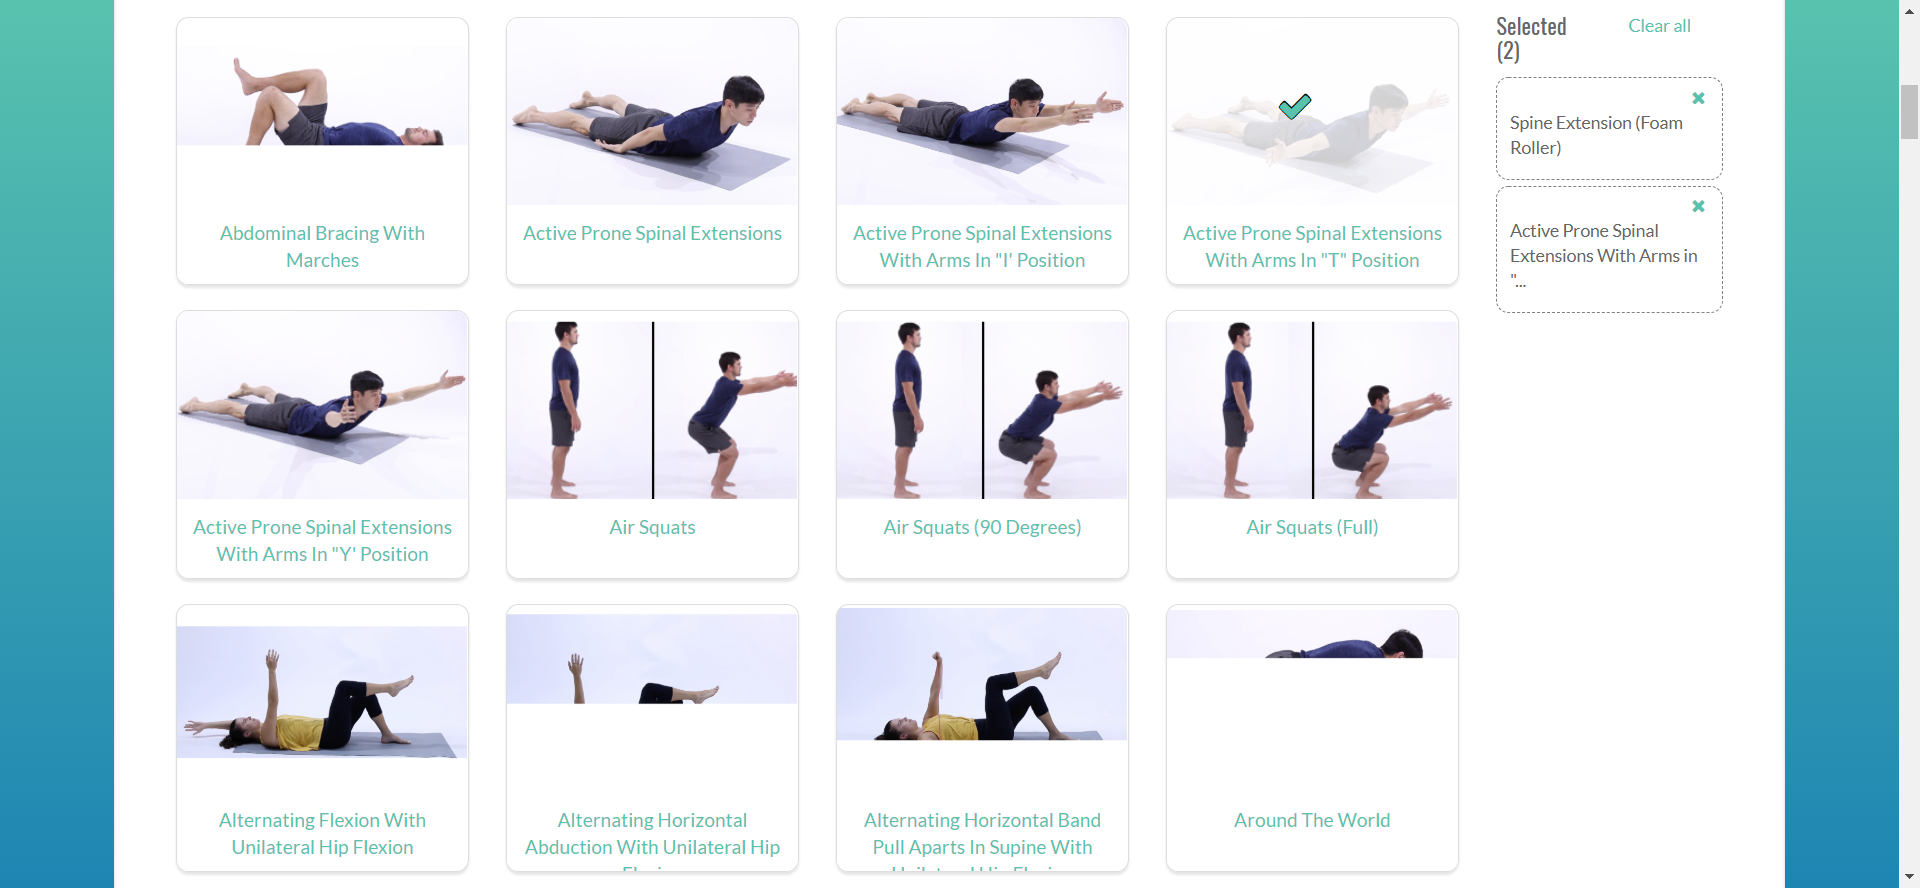 Abdominal Bracing With
Marches
Active Prone Spinal Extensions
Active Prone Spinal Extensions
With Arms In "I' Position
Active Prone Spinal Extensions
With Arms In "T" Position
Selected
(2)
Clear all
Spine Extension (Foam
Roller)
Active Prone Spinal
Extensions With Arms in
"...
Active Prone Spinal Extensions
With Arms In "Y' Position
Air Squats
Air Squats (90 Degrees)
Air Squats (Full)
Alternating Flexion With
Unilateral Hip Flexion
Alternating Horizontal
Abduction With Unilateral Hip
Alternating Horizontal Band
Pull Aparts In Supine With
Around The World